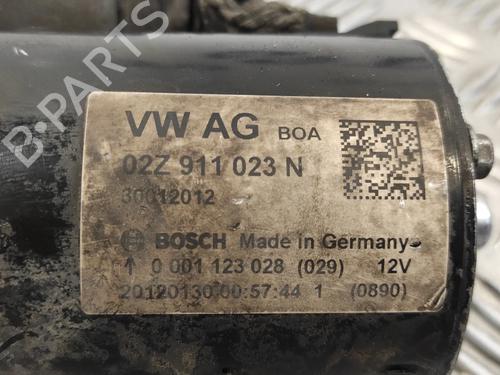 VW AG BOA
02Z 911 023 N
30012012
BOSCH Made in Germany
0 001 123 028 (029) 12V
20120130 00:57:44 1 (0890)
B-PARTS